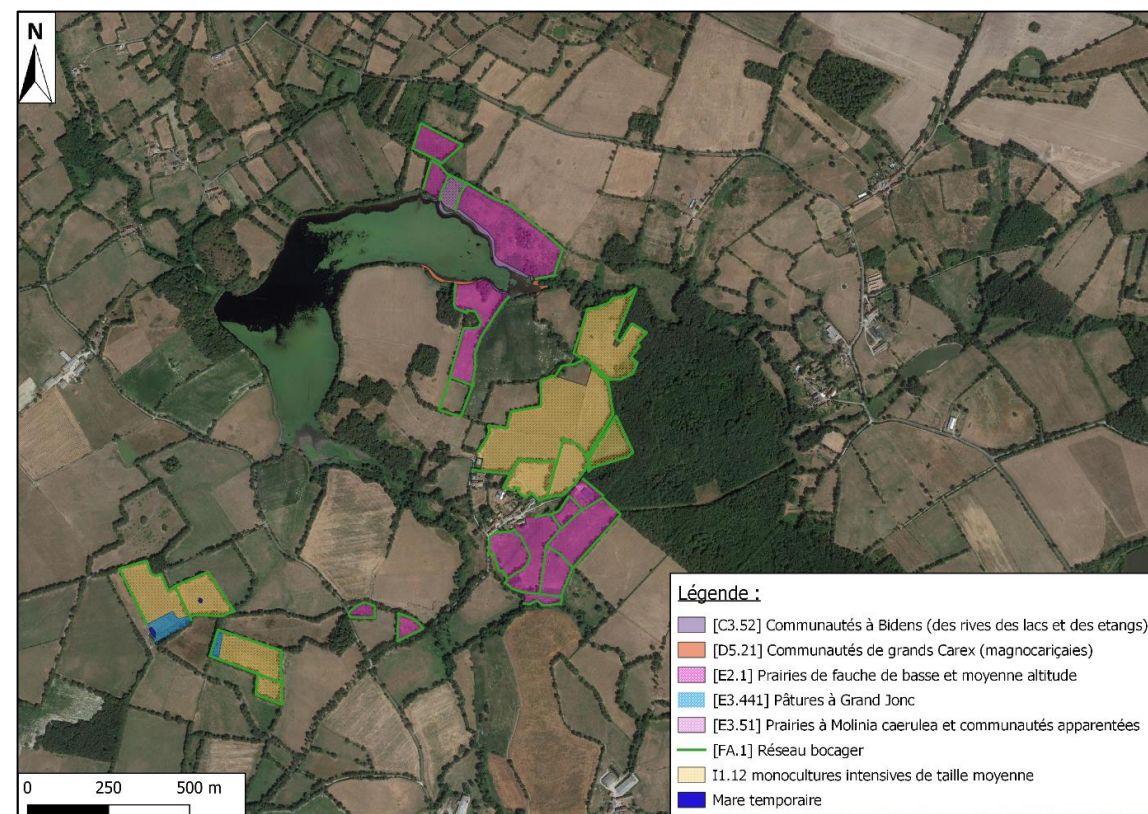 N
Légende :
[C3.52] Communautés à Bidens (des rives des lacs et des etangs)
[D5.21] Communautés de grands Carex (magnocariçaies)
[E2.1] Prairies de fauche de basse et moyenne altitude
[E3.441] Pâtures à Grand Jonc
[E3.51] Prairies à Molinia caerulea et communautés apparentées
[FA.1] Réseau bocager
I1.12 monocultures intensives de taille moyenne
Mare temporaire
0 250 500 m